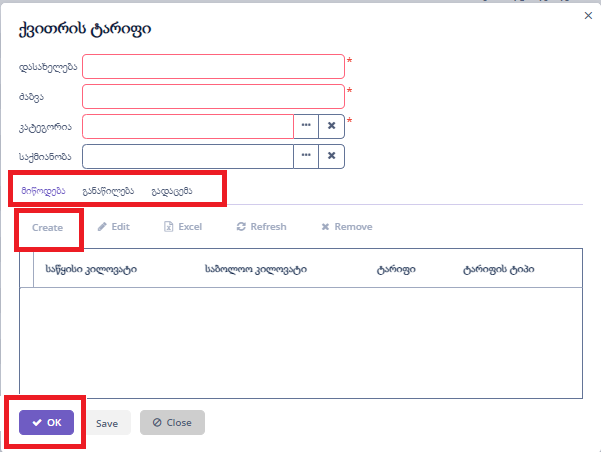 ქვითრის ტარიფი
დასახელება *
ძაბვა *
კატეგორია *
საქმიანობა
მიწოდება განაწილება გადაცემა
Create Edit Excel Refresh Remove
საწყისი კილოვატი საბოლოო კილოვატი ტარიფი ტარიფის ტიპი
OK Save Close